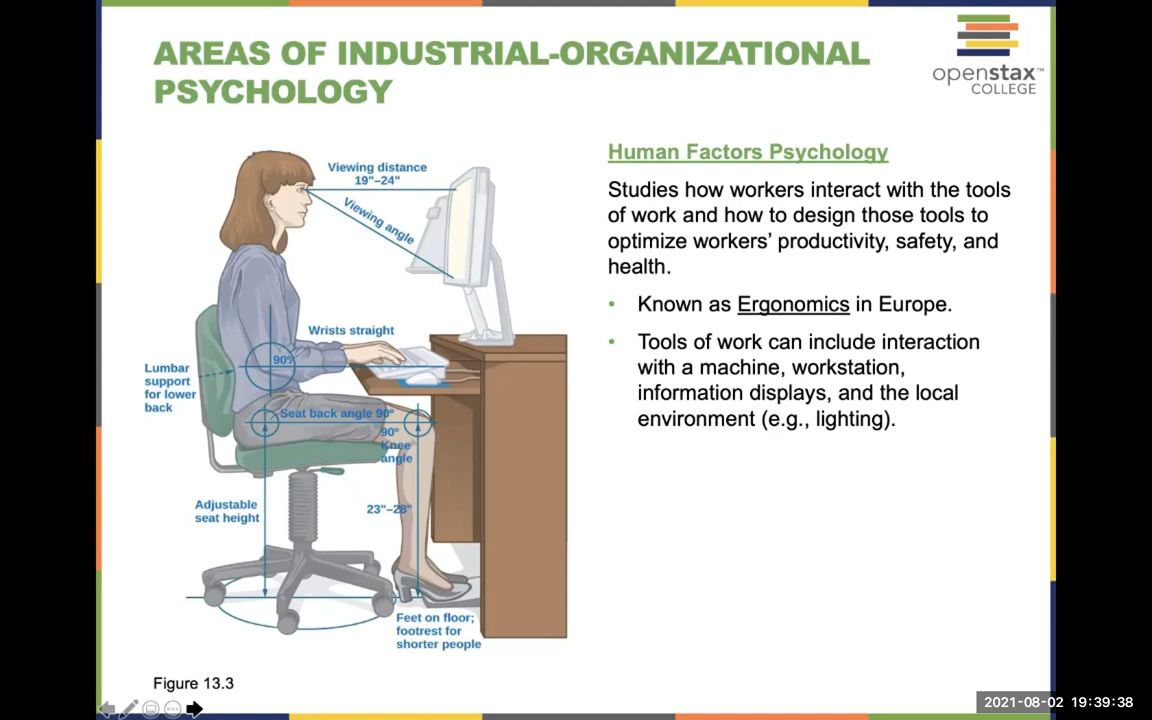 AREAS OF INDUSTRIAL-ORGANIZATIONAL
PSYCHOLOGY
openstax™
COLLEGE
Viewing distance
19"–24"
Viewing angle
Wrists straight
90º
Lumbar
support
for lower
back
Seat back angle 90º
90º
Knee
angle
Adjustable
seat height
23"–28"
Feet on floor;
footrest for
shorter people
Figure 13.3
Human Factors Psychology
Studies how workers interact with the tools
of work and how to design those tools to
optimize workers’ productivity, safety, and
health.
• Known as Ergonomics in Europe.
• Tools of work can include interaction
with a machine, workstation,
information displays, and the local
environment (e.g., lighting).
2021-08-02 19:39:38